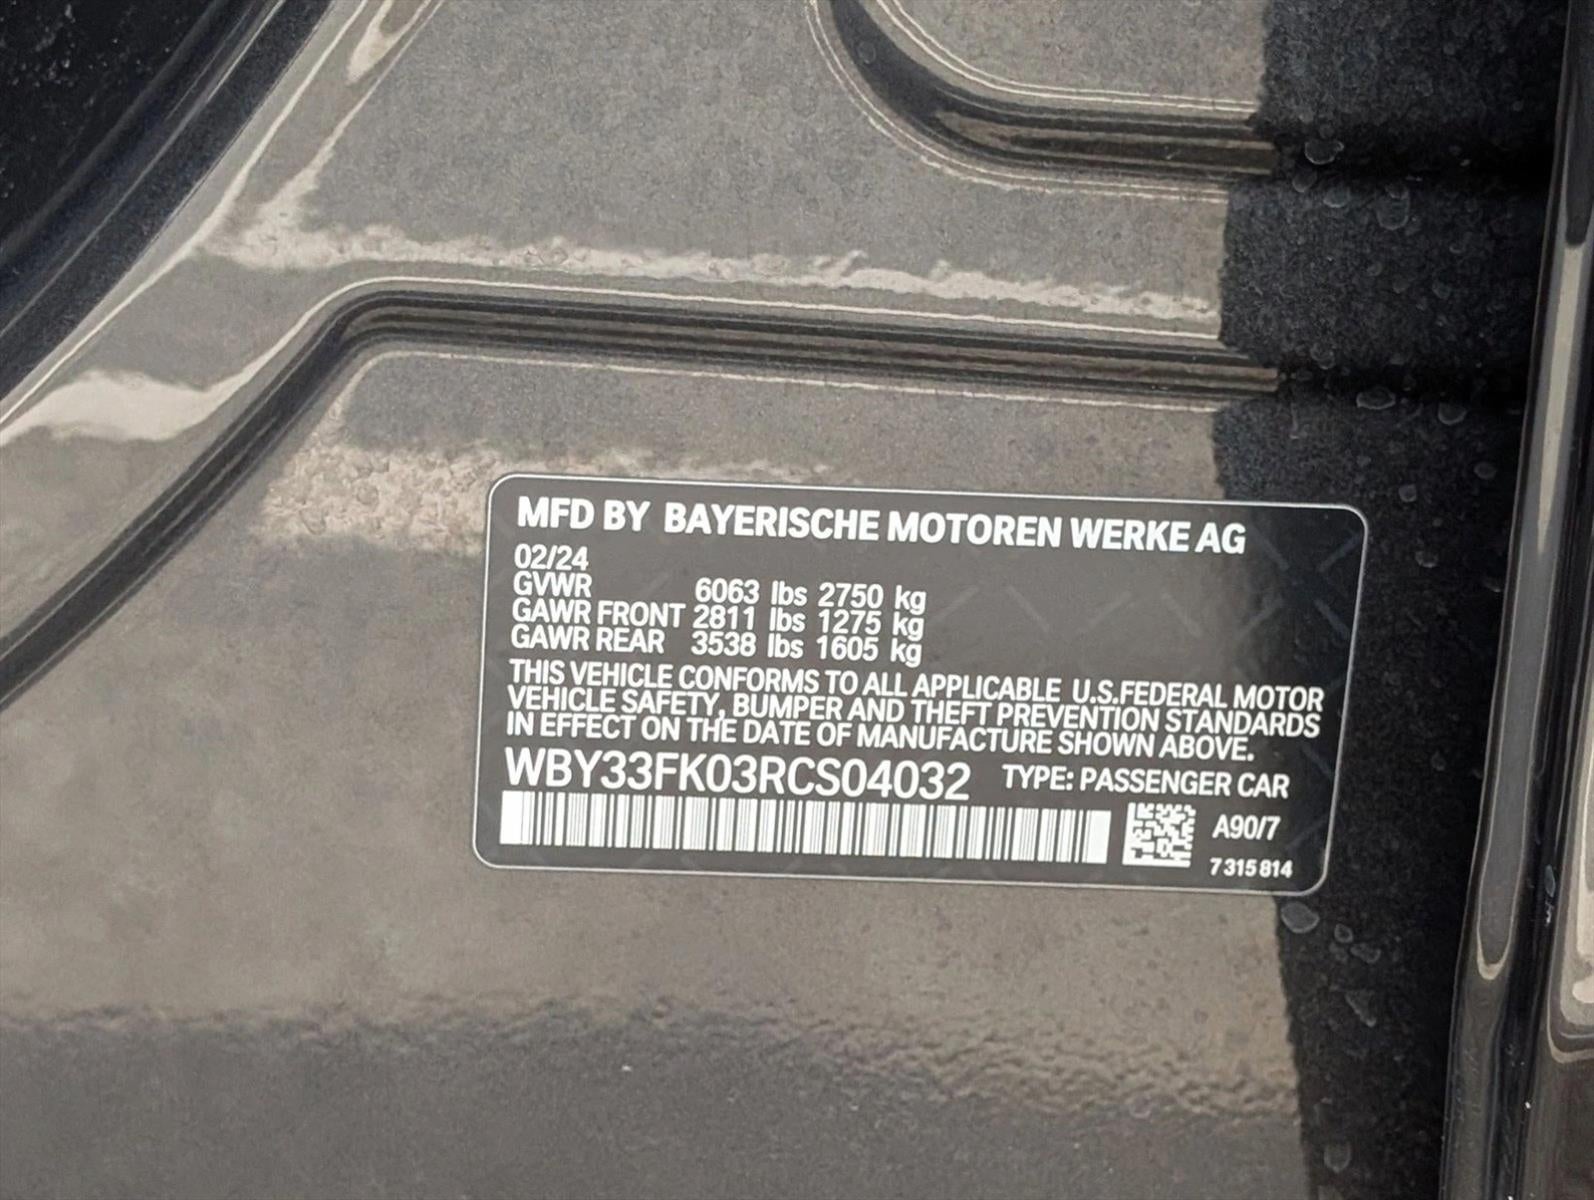 MFD BY BAYERISCHE MOTOREN WERKE AG
02/24
GVWR 6063 lbs 2750 kg
GAWR FRONT 2811 lbs 1275 kg
GAWR REAR 3538 lbs 1605 kg
THIS VEHICLE CONFORMS TO ALL APPLICABLE U.S.FEDERAL MOTOR
VEHICLE SAFETY, BUMPER AND THEFT PREVENTION STANDARDS
IN EFFECT ON THE DATE OF MANUFACTURE SHOWN ABOVE.
WBY33FK03RCS04032 TYPE: PASSENGER CAR
A90/7
7 315 814